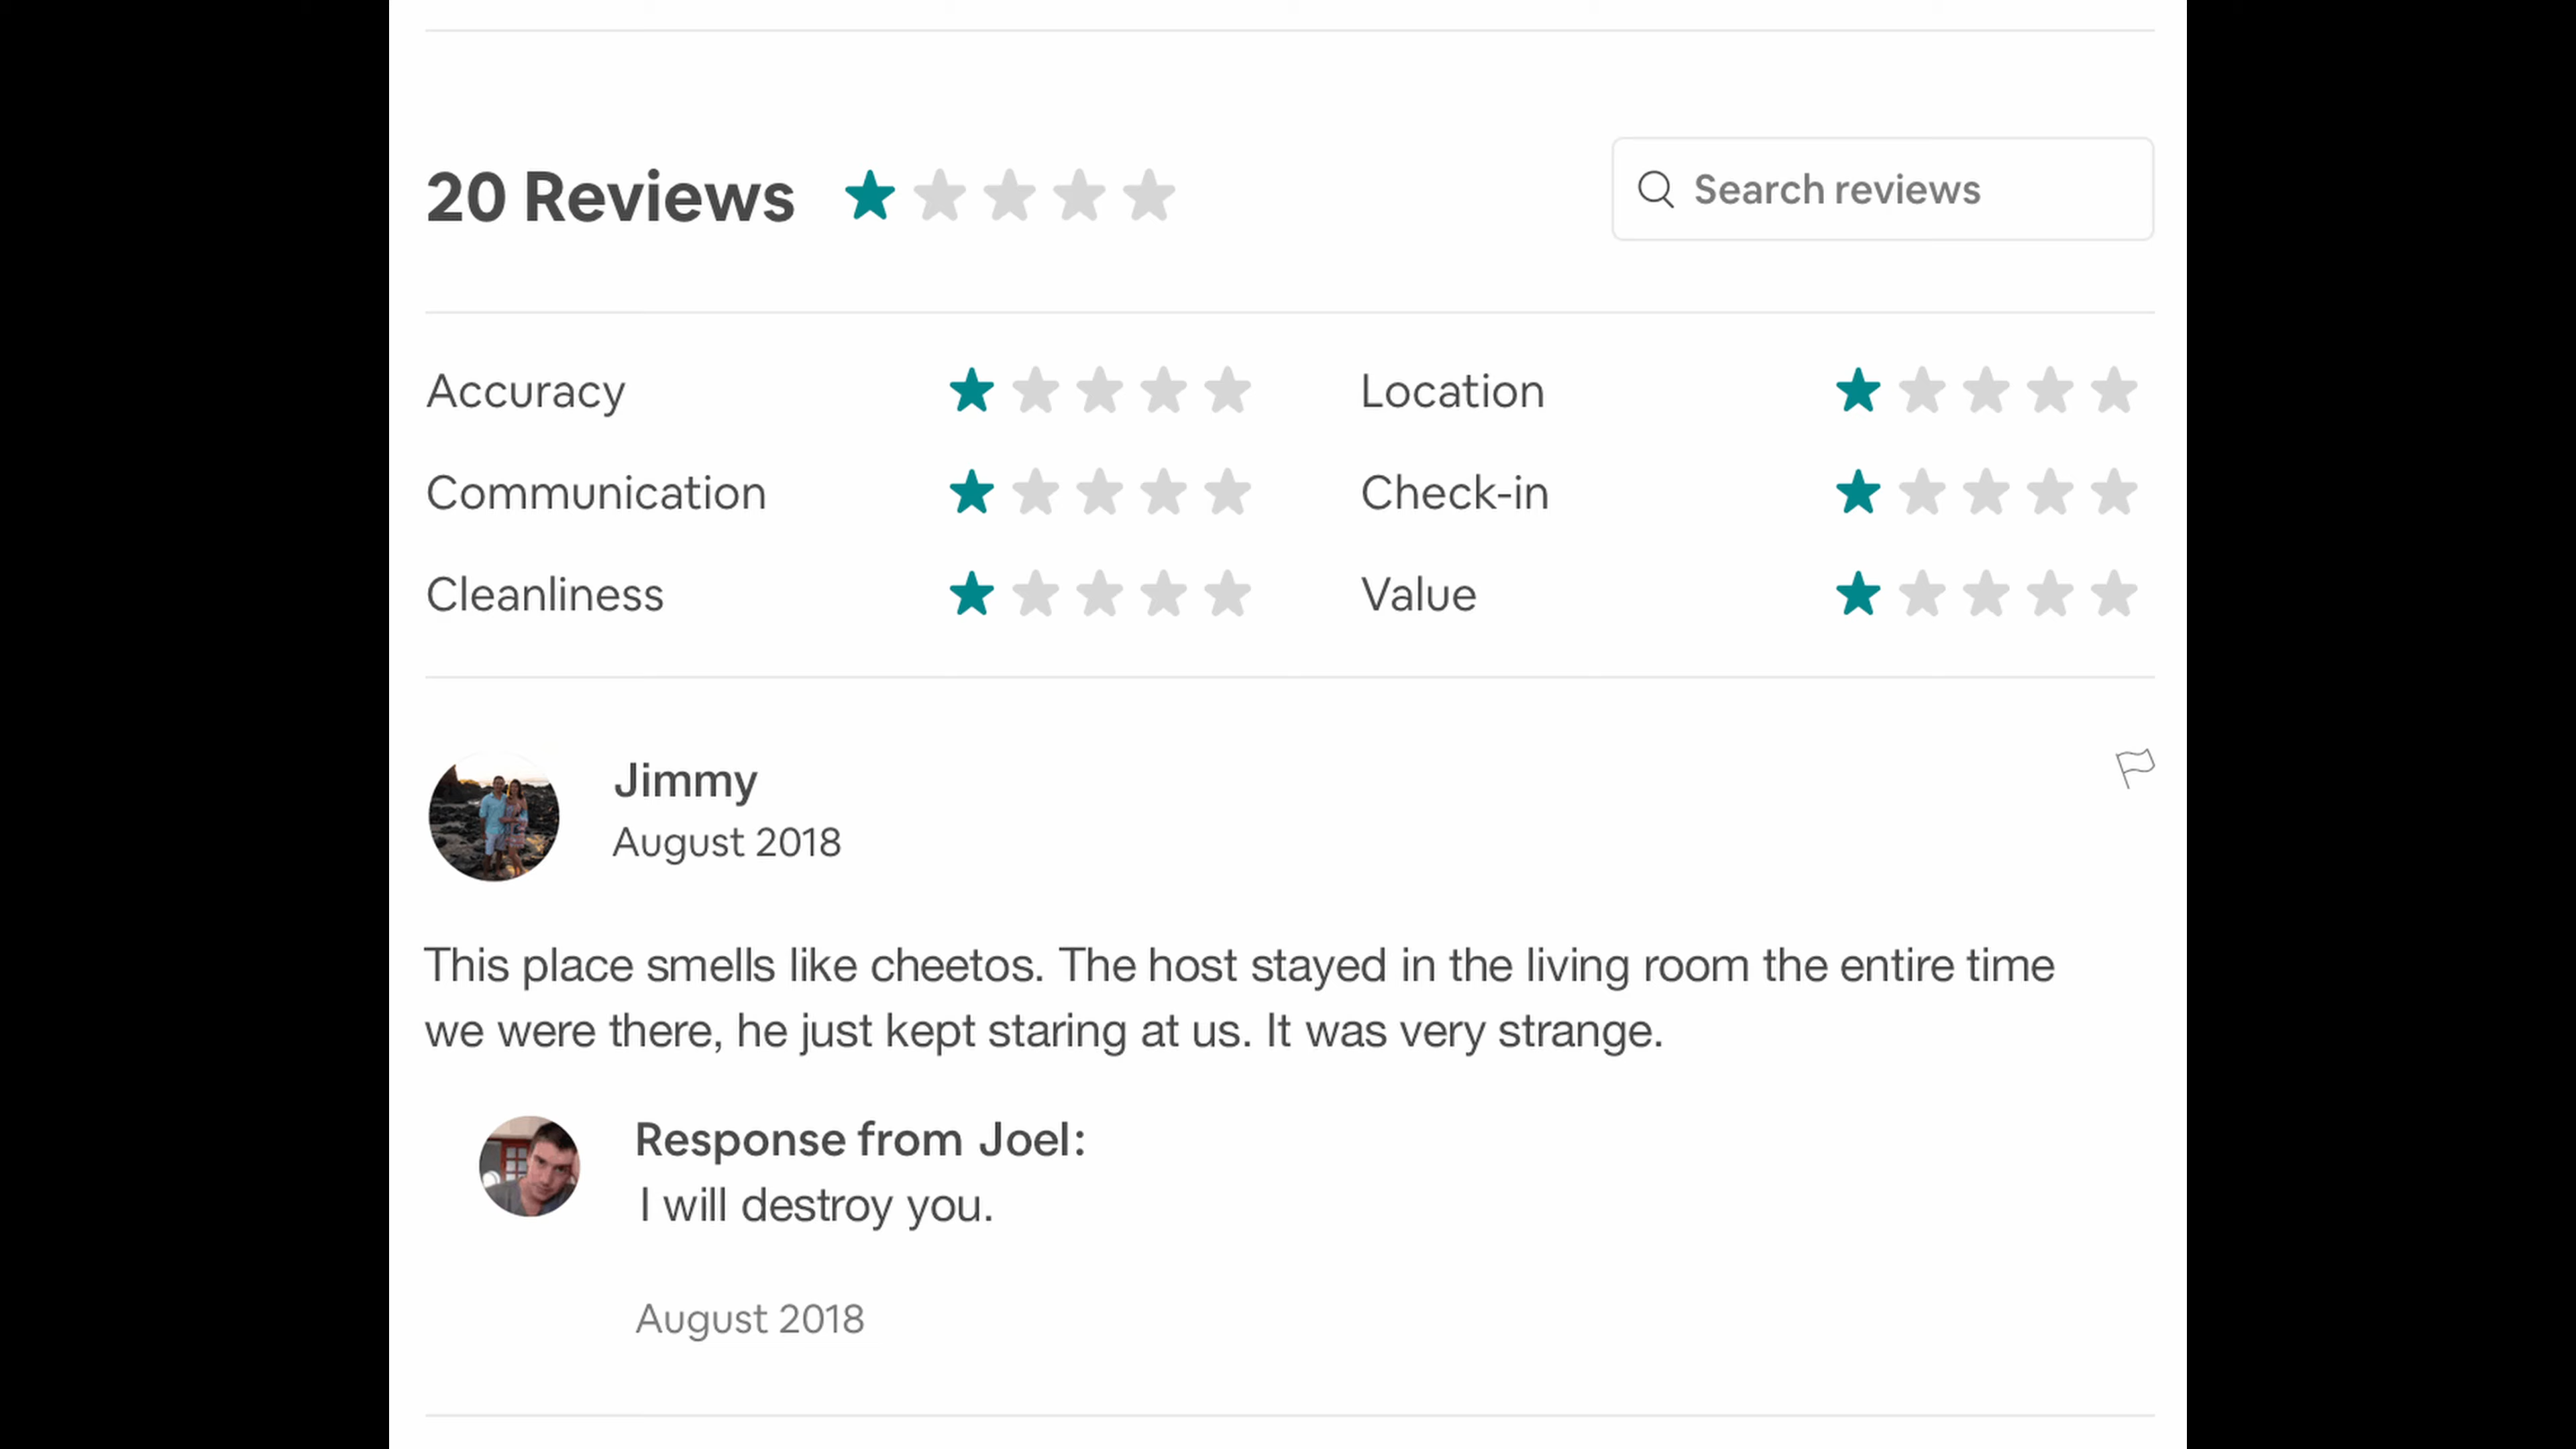 20 Reviews
Search reviews
Accuracy
Location
Communication
Check-in
Cleanliness
Value
Jimmy
August 2018
This place smells like cheetos. The host stayed in the living room the entire time
we were there, he just kept staring at us. It was very strange.
Response from Joel:
I will destroy you.
August 2018